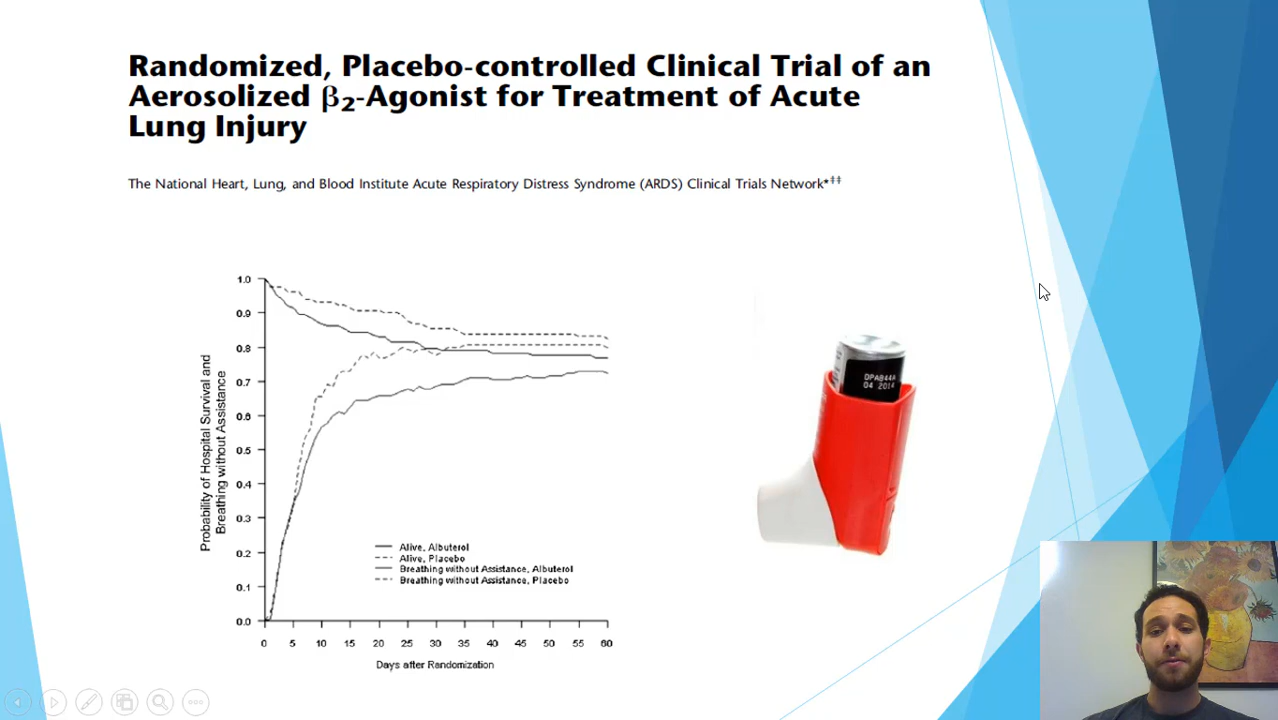 Randomized, Placebo-controlled Clinical Trial of an
Aerosolized β₂-Agonist for Treatment of Acute
Lung Injury
The National Heart, Lung, and Blood Institute Acute Respiratory Distress Syndrome (ARDS) Clinical Trials Network*‡‡
Probability of Hospital Survival and
Breathing without Assistance
1.0
0.9
0.8
0.7
0.6
0.5
0.4
0.3
0.2
0.1
0.0
Alive, Albuterol
Alive, Placebo
Breathing without Assistance, Albuterol
Breathing without Assistance, Placebo
0 5 10 15 20 25 30 35 40 45 50 55 60
Days after Randomization
DPA844A
04 2014